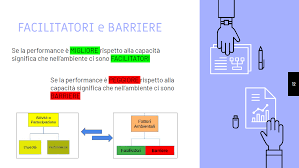 FACILITATORI e BARRIERE
Se la performance è MIGLIORE rispetto alla capacità
significa che nell'ambiente ci sono FACILITATORI
Se la performance è PEGGIORE rispetto alla capacità
significa che nell'ambiente ci sono
BARRIERE
Attività e
Partecipazione
Fattori
Ambientali
Capacità
Performance
Facilitatori
Barriere